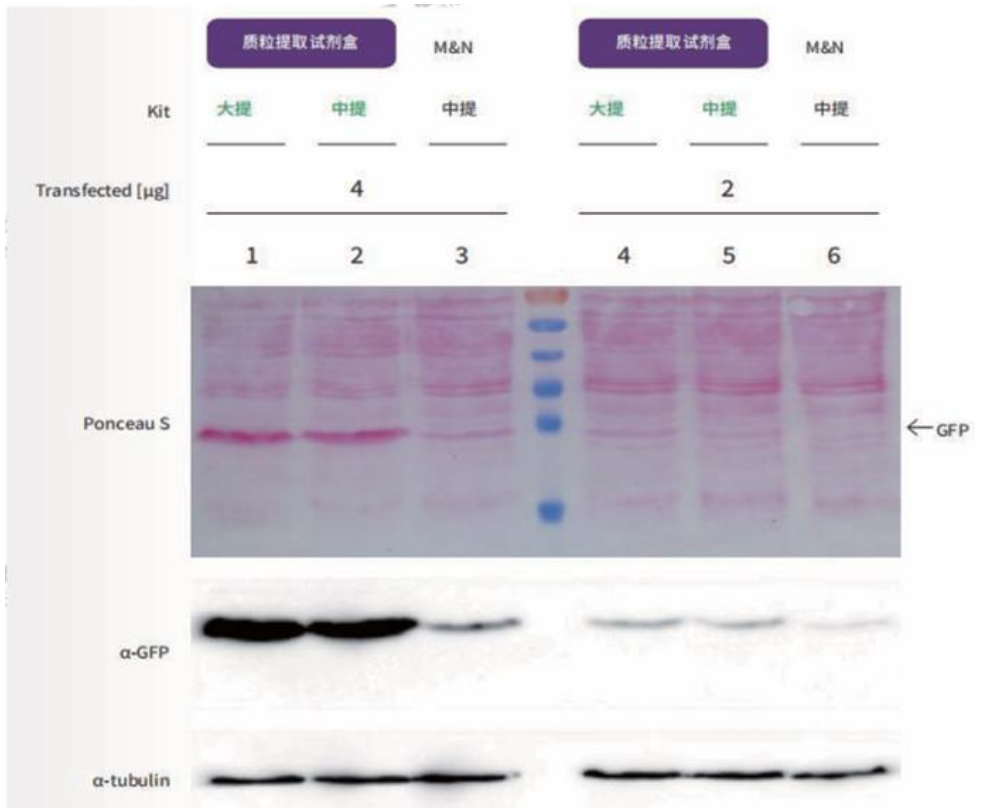 质粒提取试剂盒 M&N 质粒提取试剂盒 M&N
Kit 大提 中提 中提 大提 中提 中提
Transfected [µg] 4 2
1 2 3 4 5 6
Ponceau S ←GFP
α-GFP
α-tubulin